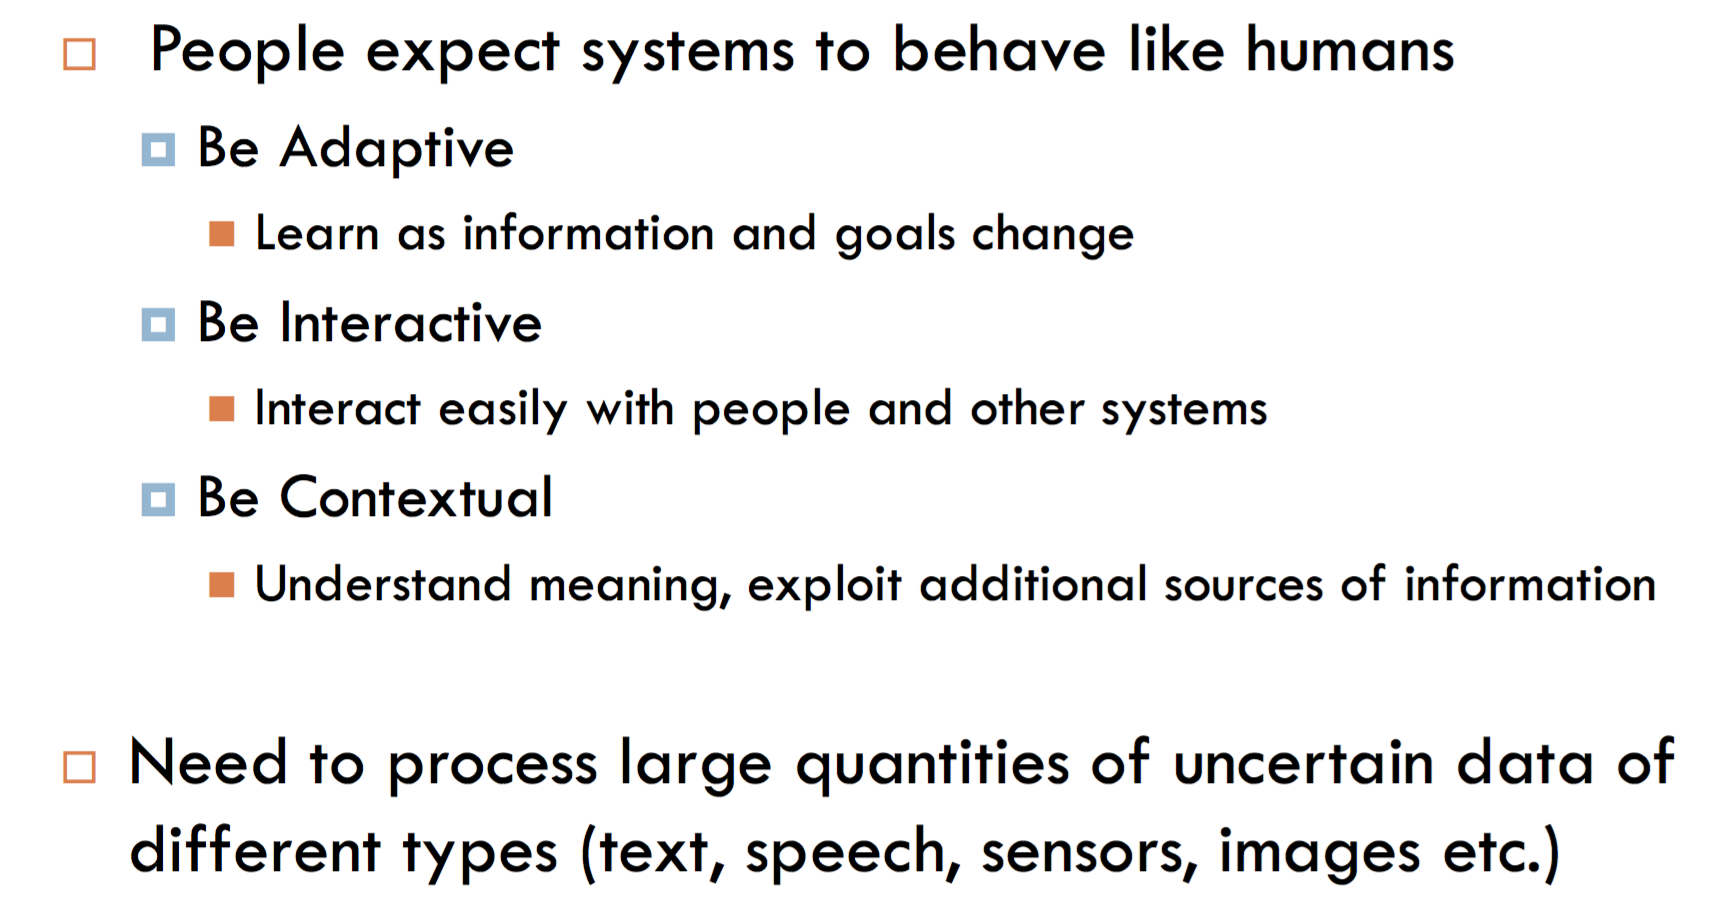 People expect systems to behave like humans
Be Adaptive
Learn as information and goals change
Be Interactive
Interact easily with people and other systems
Be Contextual
Understand meaning, exploit additional sources of information
Need to process large quantities of uncertain data of
different types (text, speech, sensors, images etc.)